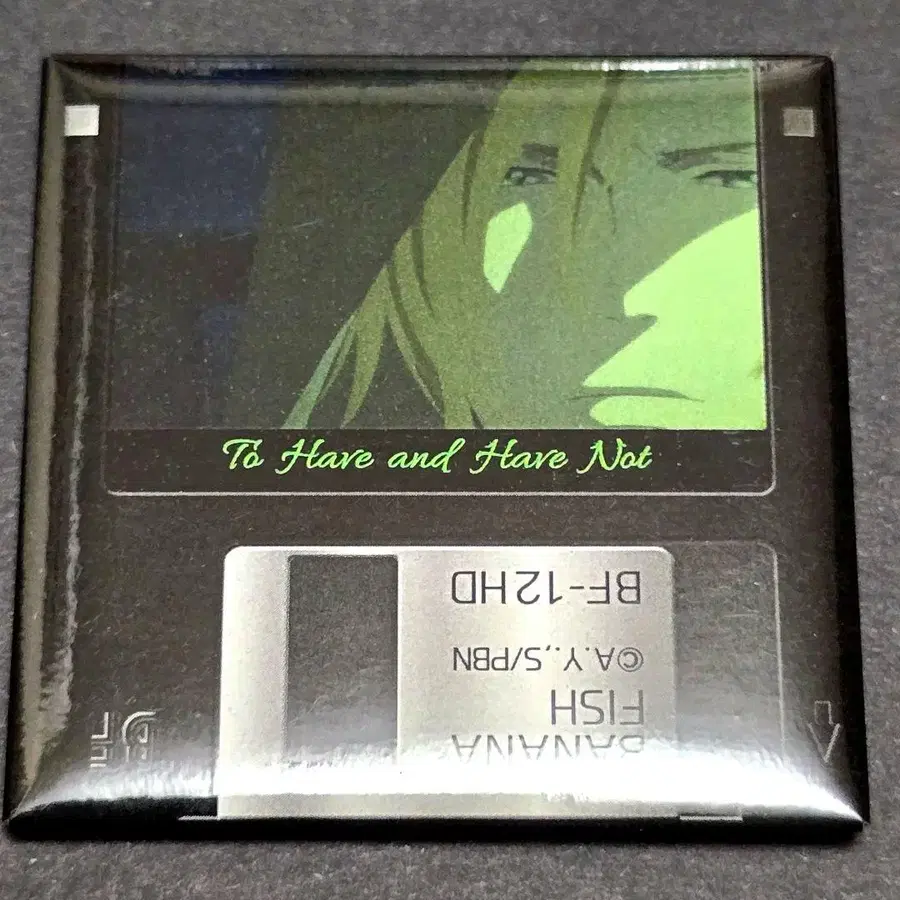 To Have and Have Not
BANANA
FISH
©A.Y.,S/PBN
BF-12HD